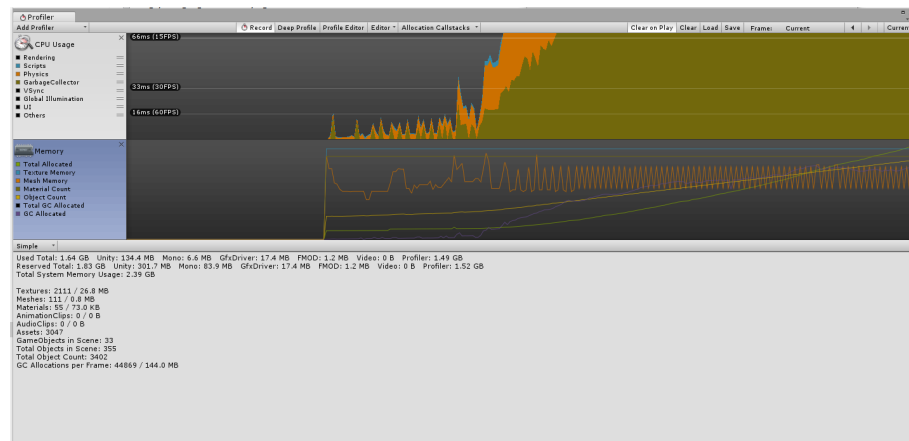 Profiler
Add Profiler Record Deep Profile Profile Editor Editor Allocation Callstacks Clear on Play Clear Load Save Frame: Current Curren
CPU Usage
Rendering
Scripts
Physics
GarbageCollector
VSync
Global Illumination
UI
Others
66ms (15FPS)
33ms (30FPS)
16ms (60FPS)
Memory
Total Allocated
Texture Memory
Mesh Memory
Material Count
Object Count
Total GC Allocated
GC Allocated
Simple
Used Total: 1.64 GB Unity: 134.4 MB Mono: 6.6 MB GfxDriver: 17.4 MB FMOD: 1.2 MB Video: 0 B Profiler: 1.49 GB
Reserved Total: 1.83 GB Unity: 301.7 MB Mono: 83.9 MB GfxDriver: 17.4 MB FMOD: 1.2 MB Video: 0 B Profiler: 1.52 GB
Total System Memory Usage: 2.39 GB
Textures: 2111 / 26.8 MB
Meshes: 111 / 0.8 MB
Materials: 55 / 73.0 KB
AnimationClips: 0 / 0 B
AudioClips: 0 / 0 B
Assets: 3047
GameObjects in Scene: 33
Total Objects in Scene: 355
Total Object Count: 3402
GC Allocations per Frame: 44869 / 144.0 MB